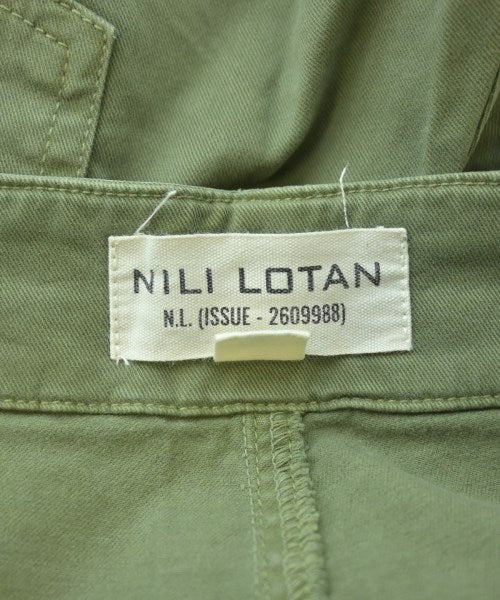 NILI LOTAN
N.L. (ISSUE - 2609988)